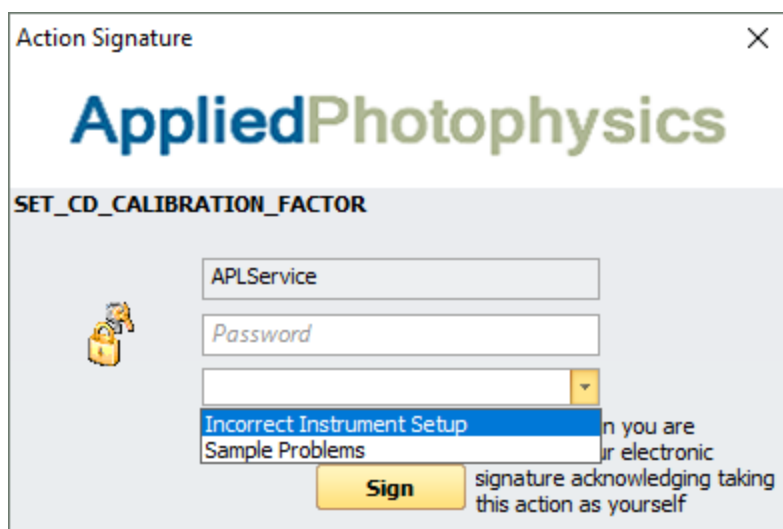 Action Signature
AppliedPhotophysics
SET_CD_CALIBRATION_FACTOR
APLService
Password
Incorrect Instrument Setup
Sample Problems
you are
electronic
Sign
signature acknowledging taking
this action as yourself